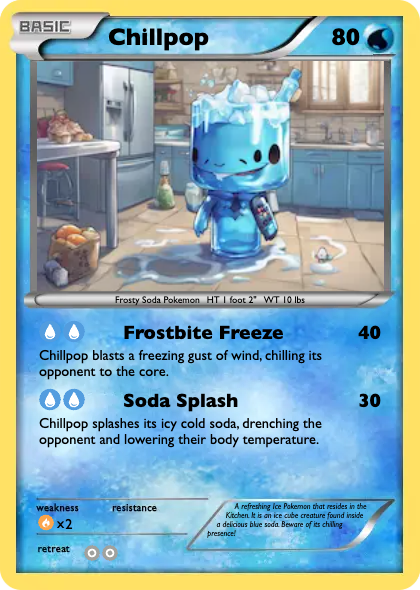 BASIC
Chillpop 80
Frosty Soda Pokemon HT 1 foot 2" WT 10 lbs
Frostbite Freeze 40
Chillpop blasts a freezing gust of wind, chilling its
opponent to the core.
Soda Splash 30
Chillpop splashes its icy cold soda, drenching the
opponent and lowering their body temperature.
weakness resistance
x2
A refreshing Ice Pokemon that resides in the
Kitchen. It is an ice cube creature found inside
a delicious blue soda. Beware of its chilling
presence!
retreat